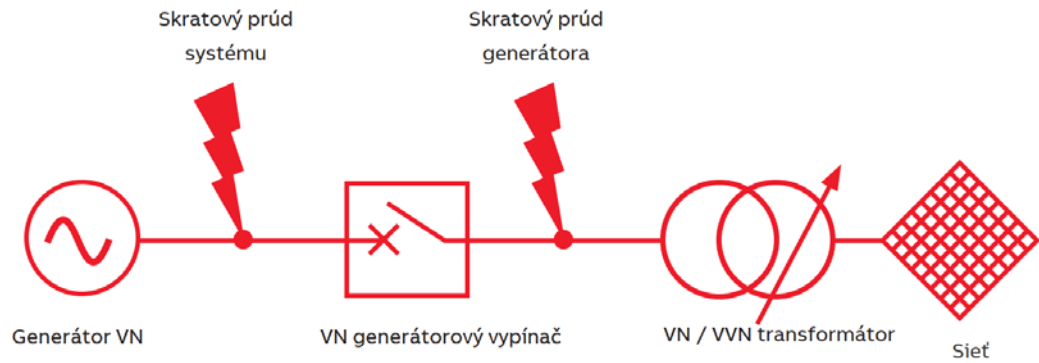 Skratový prúd
systému
Skratový prúd
generátora
Generátor VN
VN generátorový vypínač
VN / VVN transformátor
Sieť